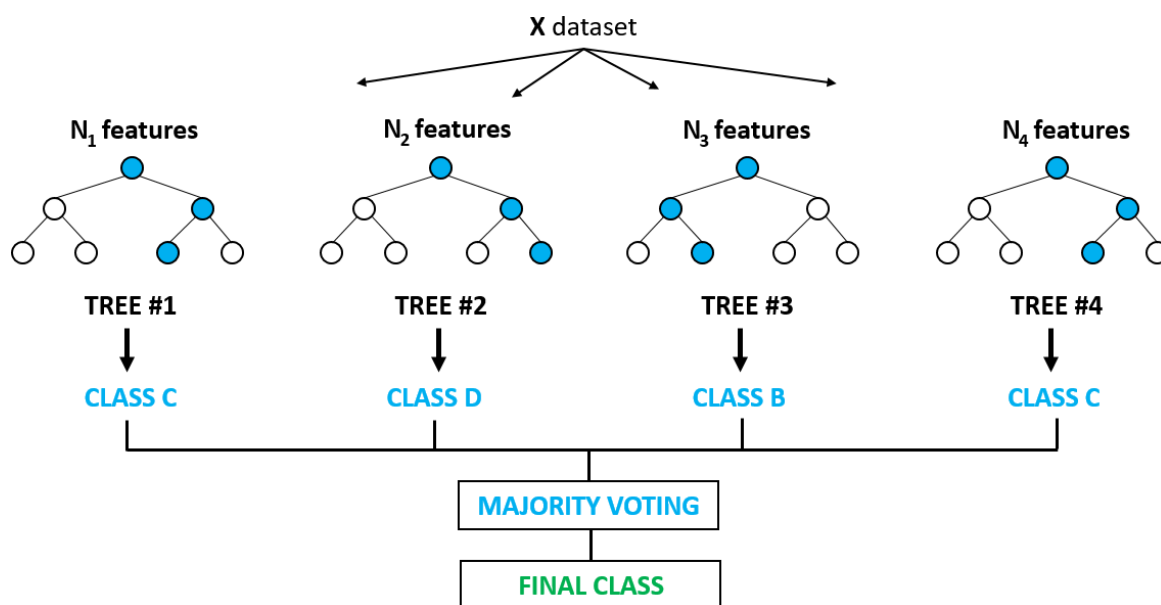 X dataset
N₁ features N₂ features N₃ features N₄ features
TREE #1 TREE #2 TREE #3 TREE #4
CLASS C CLASS D CLASS B CLASS C
MAJORITY VOTING
FINAL CLASS